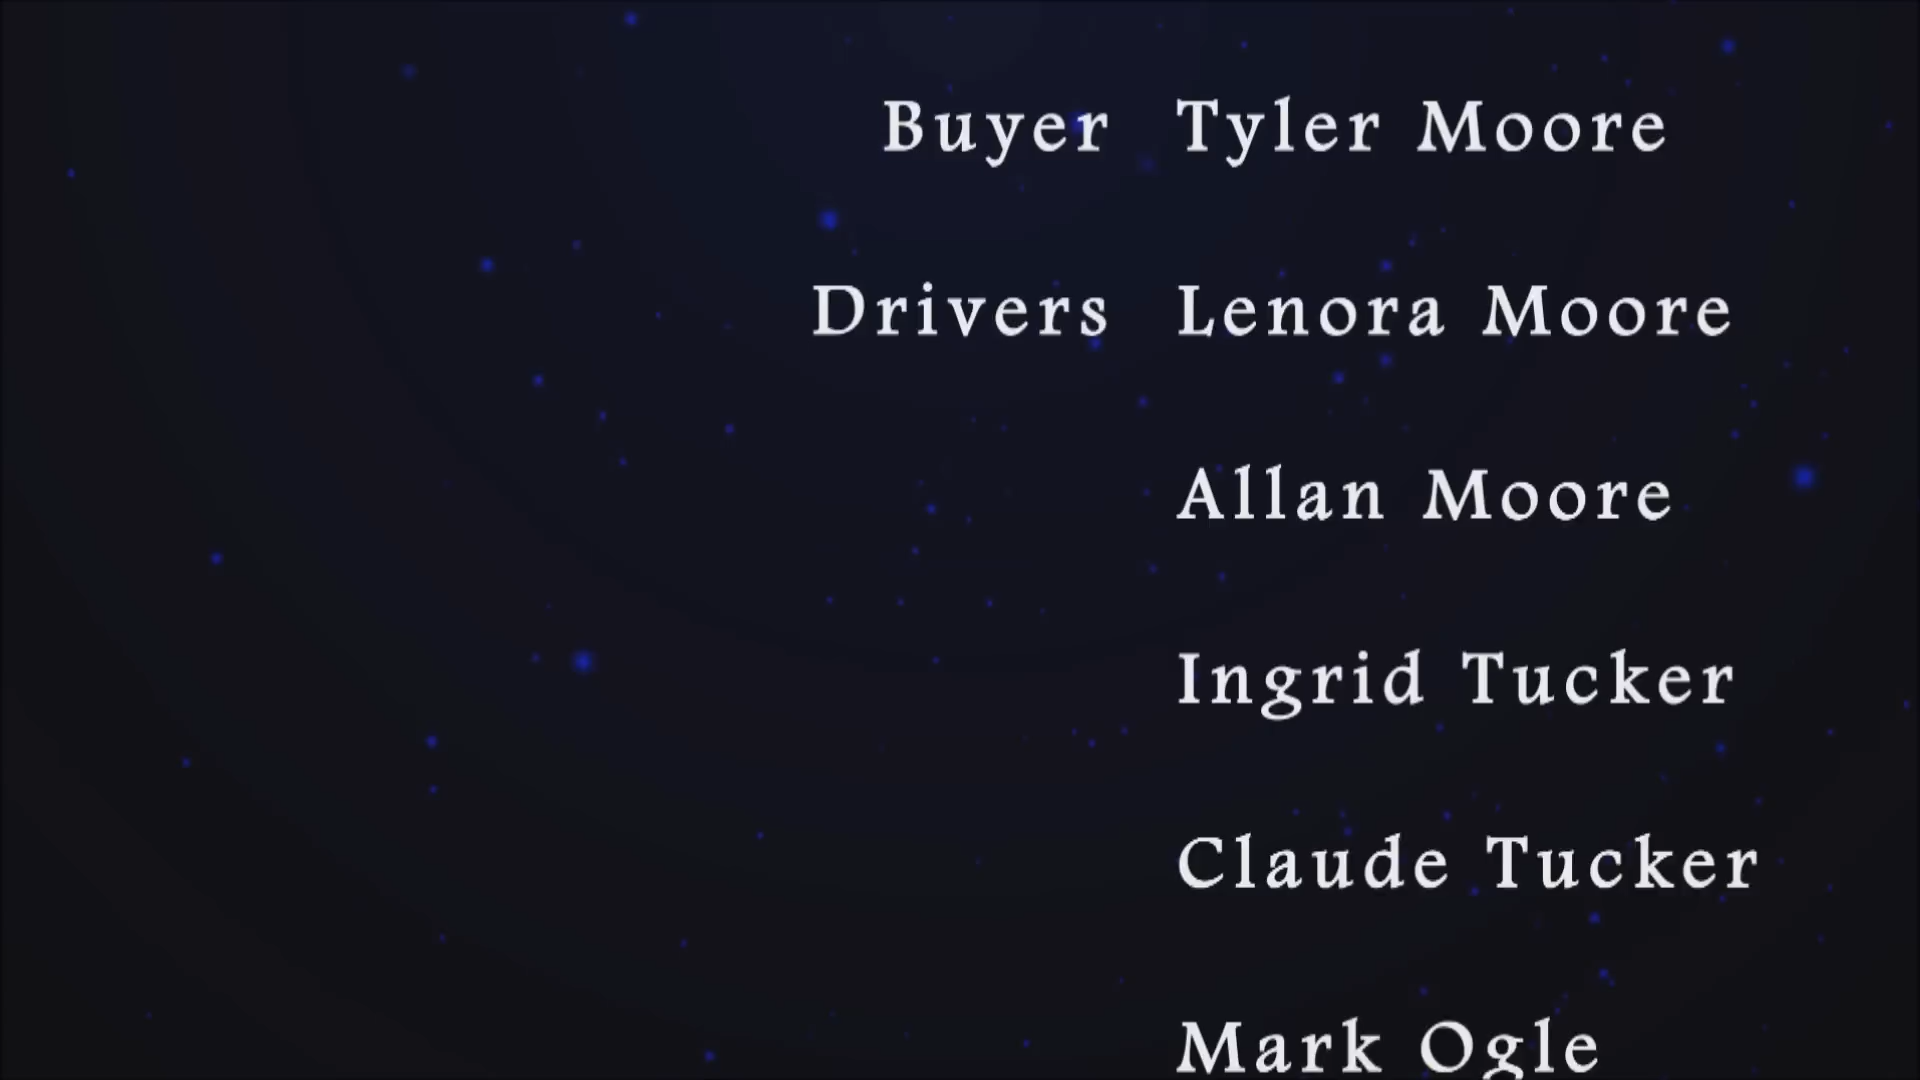 Buyer Tyler Moore
Drivers Lenora Moore
Allan Moore
Ingrid Tucker
Claude Tucker
Mark Ogle